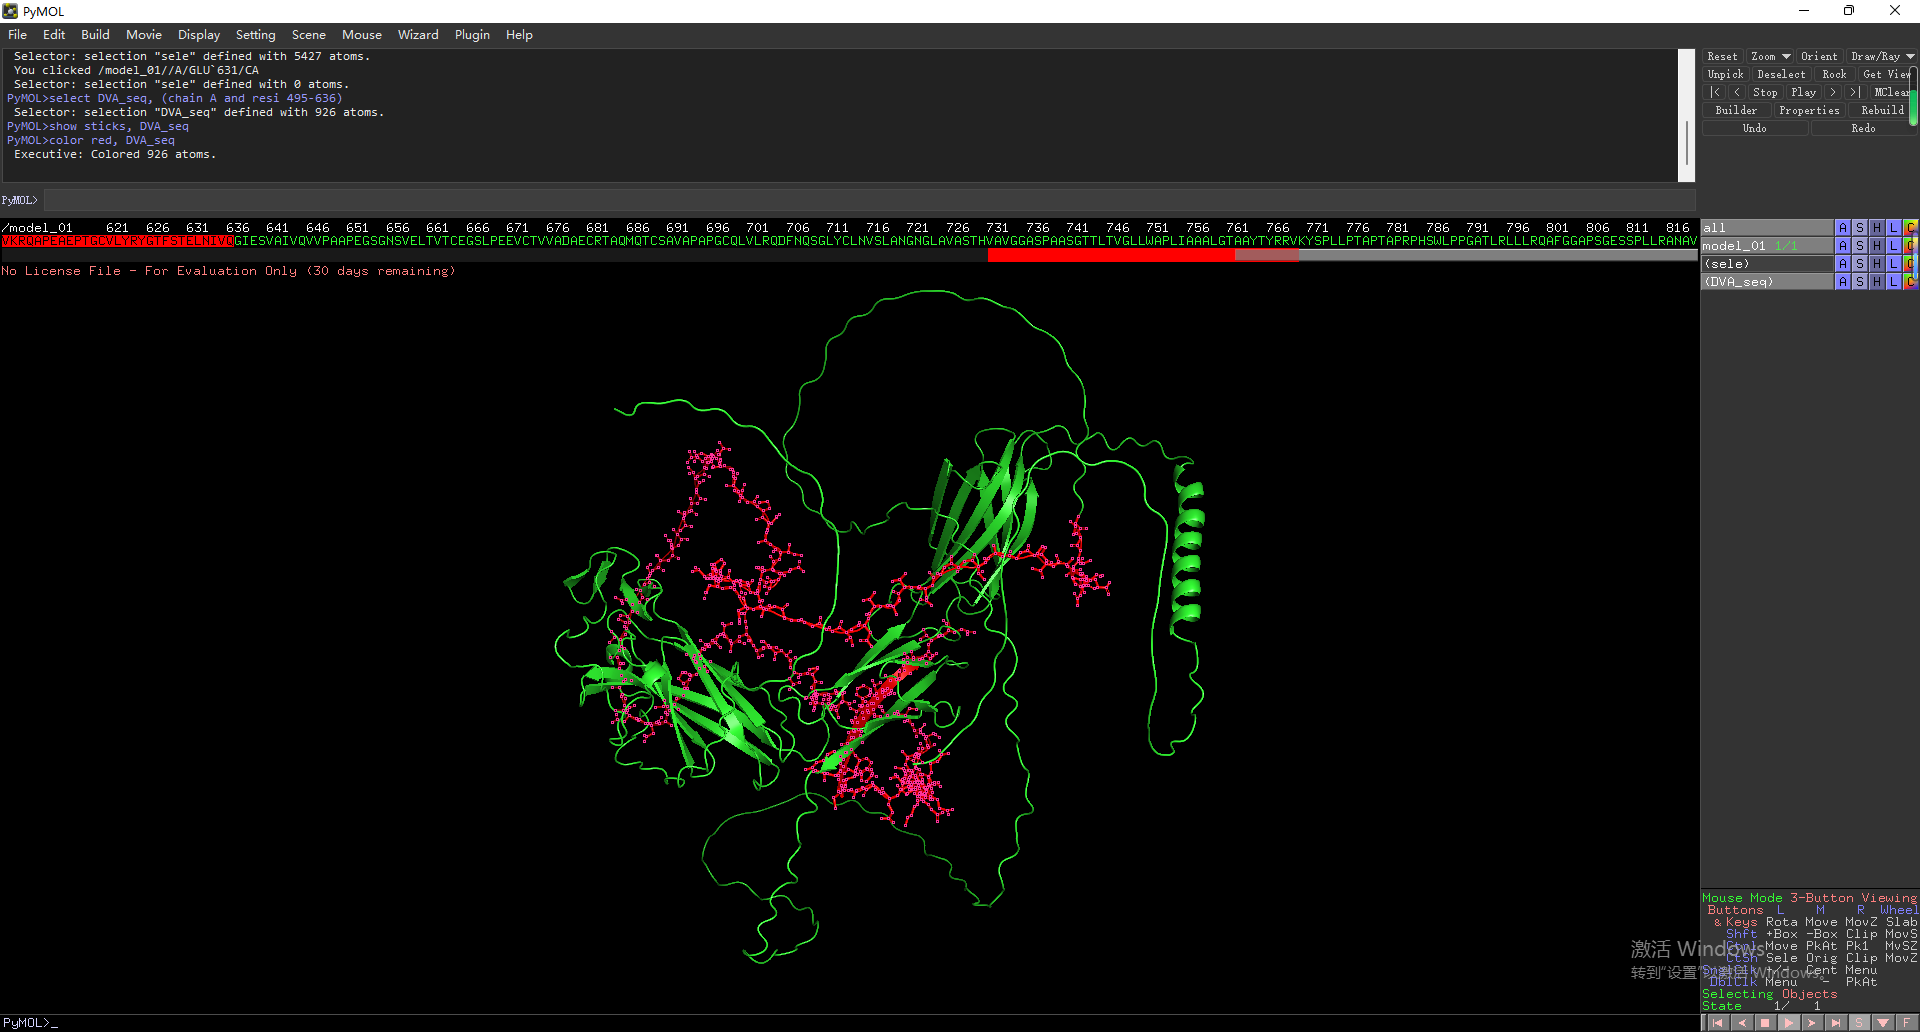 PyMOL
File Edit Build Movie Display Setting Scene Mouse Wizard Plugin Help
Selector: selection "sele" defined with 5427 atoms.
You clicked /model_01//A/GLU`631/CA
Selector: selection "sele" defined with 0 atoms.
PyMOL>select DVA_seq, (chain A and resi 495-636)
Selector: selection "DVA_seq" defined with 926 atoms.
PyMOL>show sticks, DVA_seq
PyMOL>color red, DVA_seq
Executive: Colored 926 atoms.
PyMOL>
Reset Zoom Orient Draw/Ray
Unpick Deselect Rock Get View
|< < Stop Play > >| MClear
Builder Properties Rebuild
Undo Redo
/model_01 621 626 631 636 641 646 651 656 661 666 671 676 681 686 691 696 701 706 711 716 721 726 731 736 741 746 751 756 761 766 771 776 781 786 791 796 801 806 811 816
VKRQAPEAEPTGCVLYRYGTFSTELNIVQGIESVAIVQVVPAAPEGSGNSVELTVTCEGSLPEEVCTVVADAECRTAQMQTCSAVAPAPGCQLVLRQDFNQSGLYCLNVSLANGNGLAVASTHVAVGGASPAASGTTLTVGLLWAPLIAAALGTAAYTYRRVKYSPLLPTAPTAPRPHSWLPPGATLRLLLRQAFGGAPSGESSPLLRANAV
No License File - For Evaluation Only (30 days remaining)
all A S H L C
model_01 1/1 A S H L C
(sele) A S H L C
(DVA_seq) A S H L C
Mouse Mode 3-Button Viewing
Buttons L M R Wheel
& Keys Rota Move MovZ Slab
Shft +Box -Box Clip MovS
Ctrl Move PkAt Pk1 MvSZ
CtSh Sele Orig Clip MovZ
SnglClk +/- Cent Menu
DblClk Menu - PkAt
Selecting Objects
State 1/ 1
激活 Windows
转到"设置"以激活 Windows。
S F
PyMOL>_